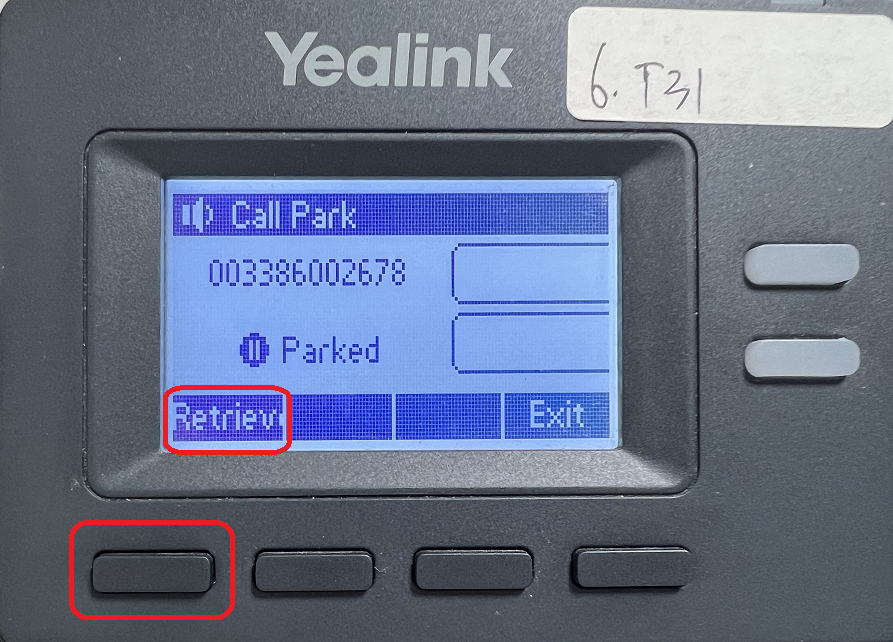 Yealink
6. T31
Call Park
003386002678
Parked
Retriev
Exit